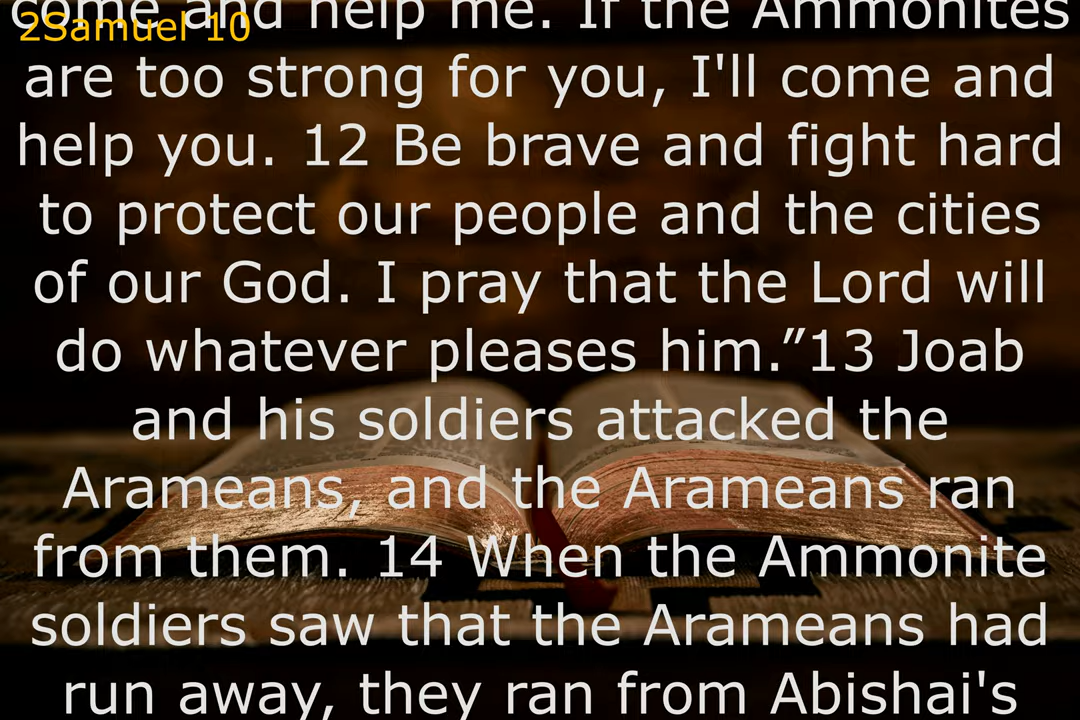 come and help me. If the Ammonites
2Samuel 10
are too strong for you, I'll come and
help you. 12 Be brave and fight hard
to protect our people and the cities
of our God. I pray that the Lord will
do whatever pleases him.”13 Joab
and his soldiers attacked the
Arameans, and the Arameans ran
from them. 14 When the Ammonite
soldiers saw that the Arameans had
run away, they ran from Abishai's